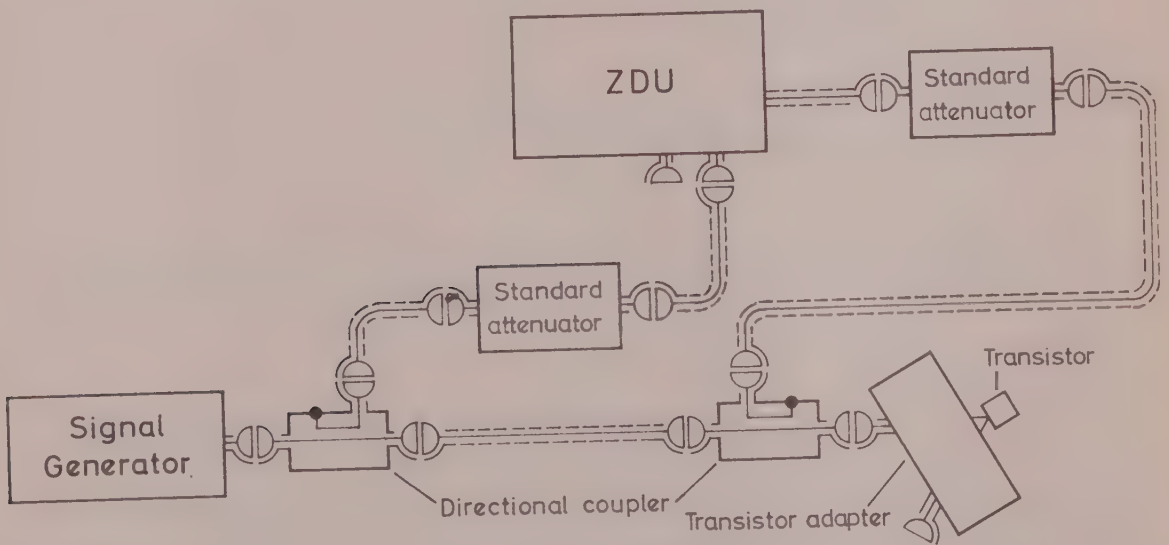 ZDU
Standard
attenuator
Standard
attenuator
Transistor
Signal
Generator
Directional coupler
Transistor adapter